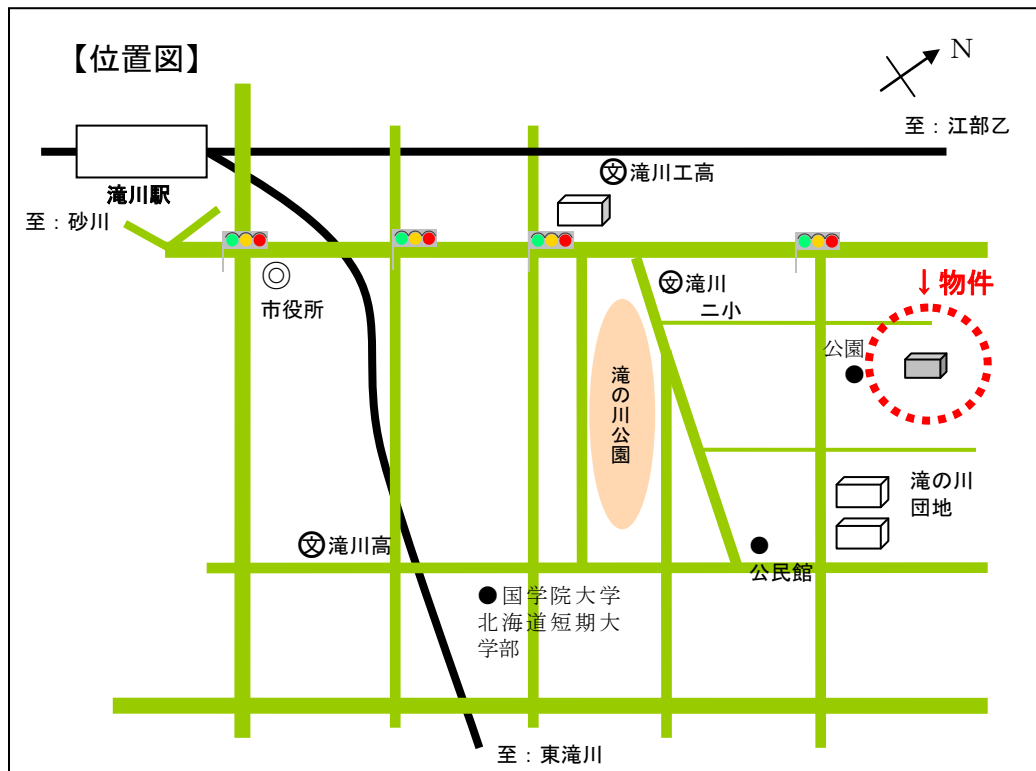 【位置図】
N
至：江部乙
文滝川工高
滝川駅
至：砂川
◎
市役所
文滝川
二小
↓物件
公園
滝の川公園
滝の川
団地
文滝川高
公民館
●国学院大学
北海道短期大
学部
至：東滝川